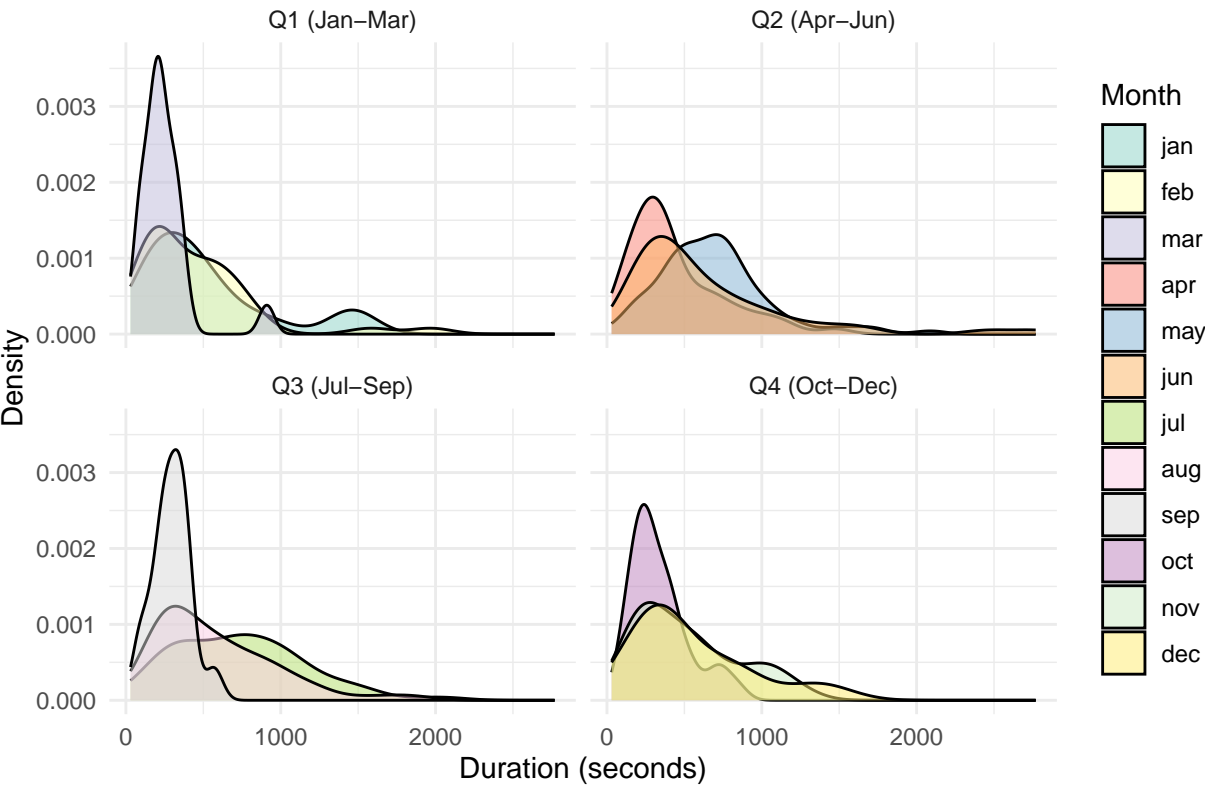 Q1 (Jan−Mar)
Q2 (Apr−Jun)
0.003
0.002
0.001
0.000
Q3 (Jul−Sep)
Q4 (Oct−Dec)
0.003
0.002
0.001
0.000
0
1000
2000
0
1000
2000
Duration (seconds)
Density
Month
jan
feb
mar
apr
may
jun
jul
aug
sep
oct
nov
dec